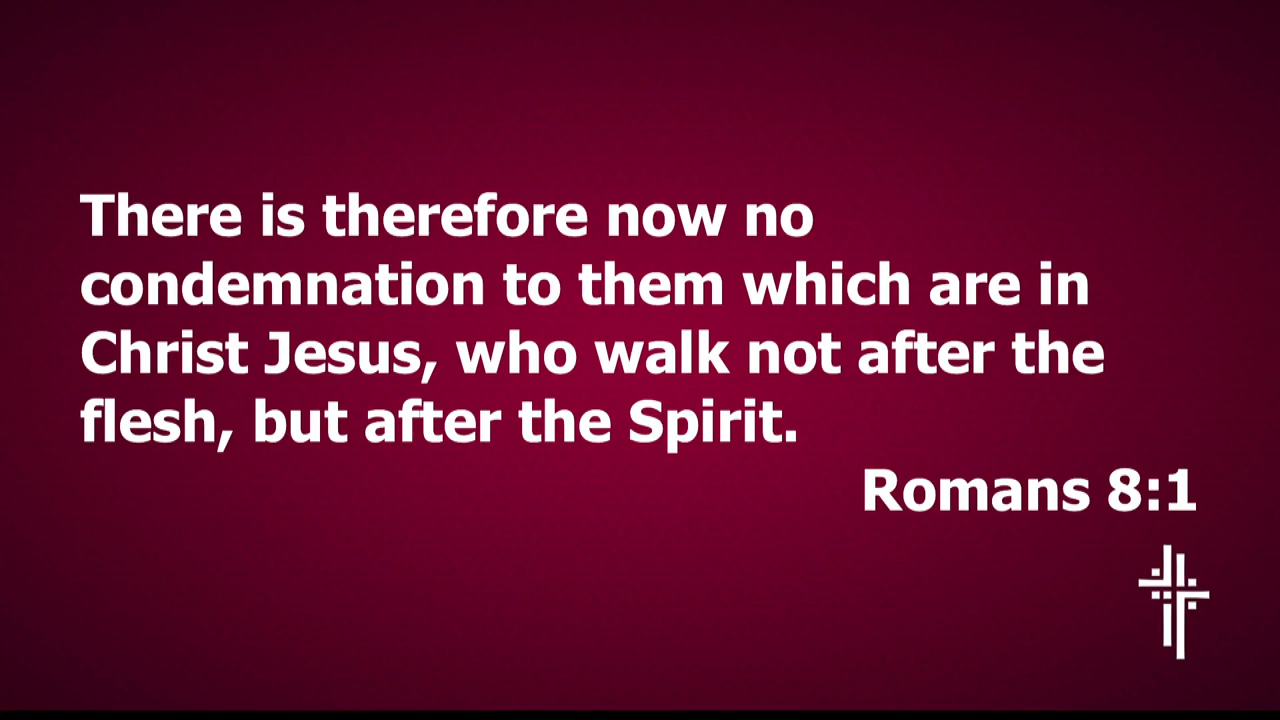 There is therefore now no
condemnation to them which are in
Christ Jesus, who walk not after the
flesh, but after the Spirit.
Romans 8:1